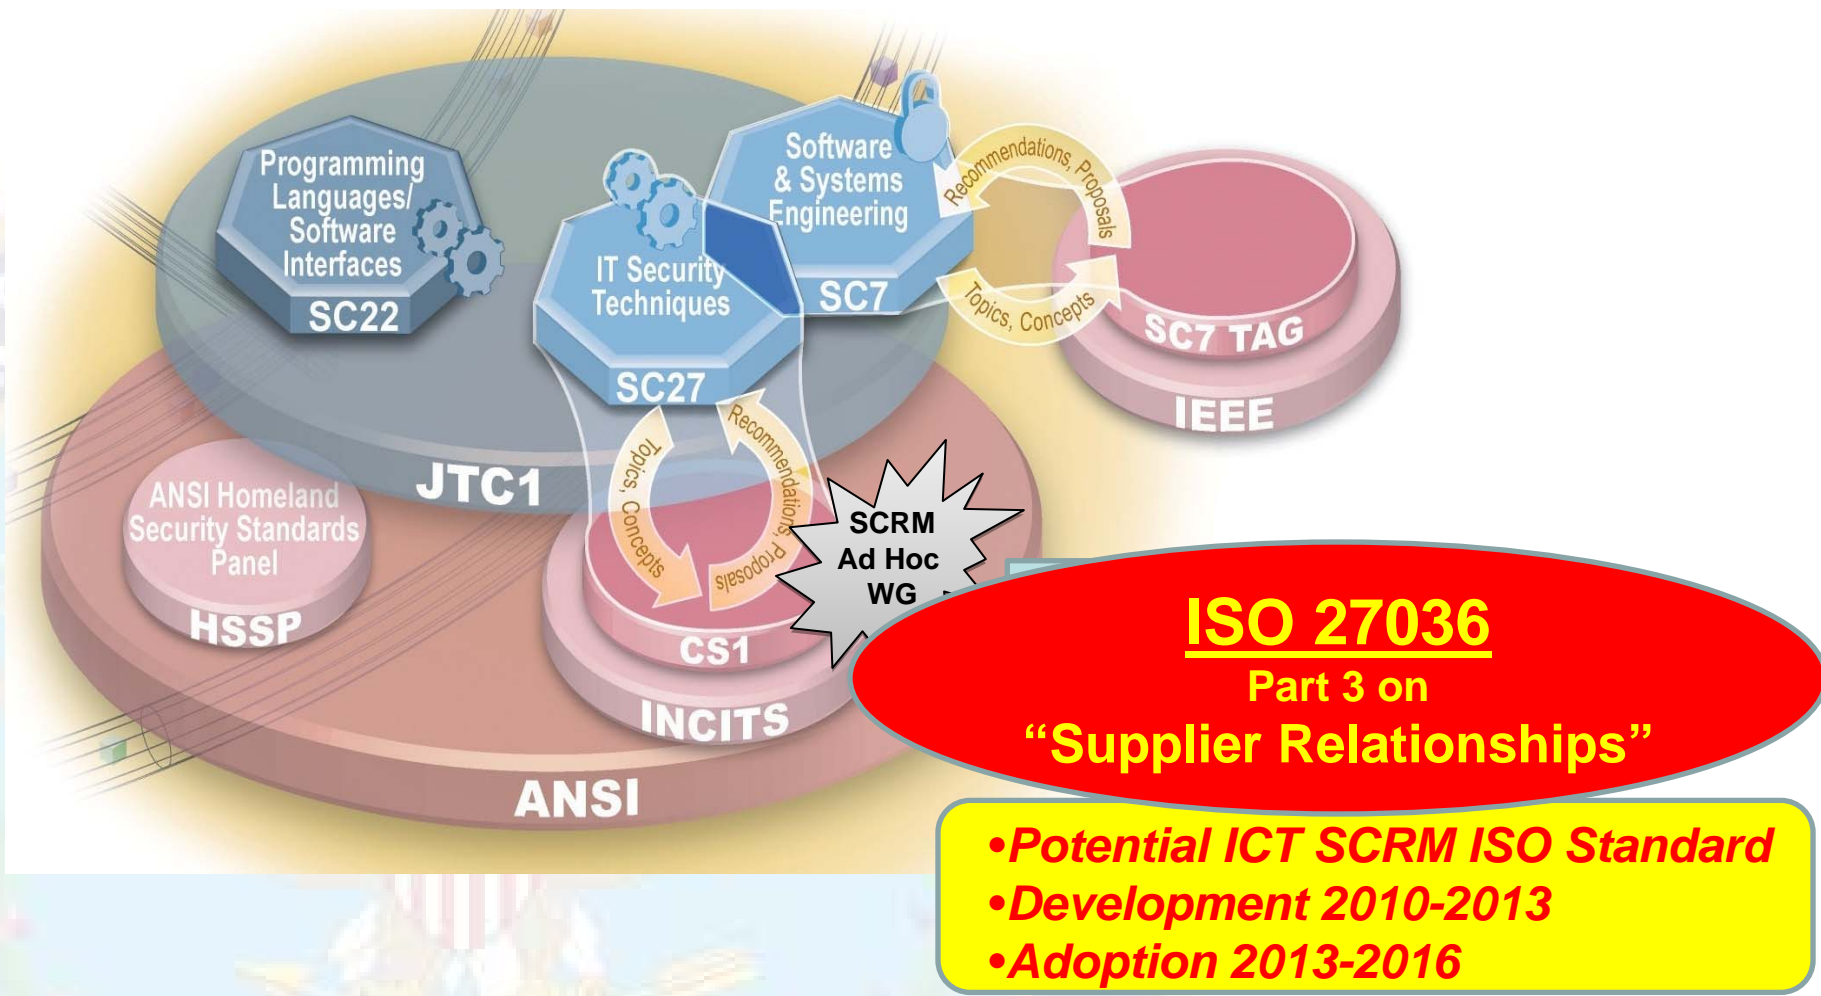 Programming
Languages/
Software
Interfaces
SC22
Software
& Systems
Engineering
SC7
IT Security
Techniques
SC27
Recommendations, Proposals
Topics, Concepts
SC7 TAG
IEEE
JTC1
Topics, Concepts
Recommendations, Proposals
ANSI Homeland
Security Standards
Panel
HSSP
SCRM
Ad Hoc
WG
CS1
INCITS
ANSI
ISO 27036
Part 3 on
“Supplier Relationships”
•Potential ICT SCRM ISO Standard
•Development 2010-2013
•Adoption 2013-2016